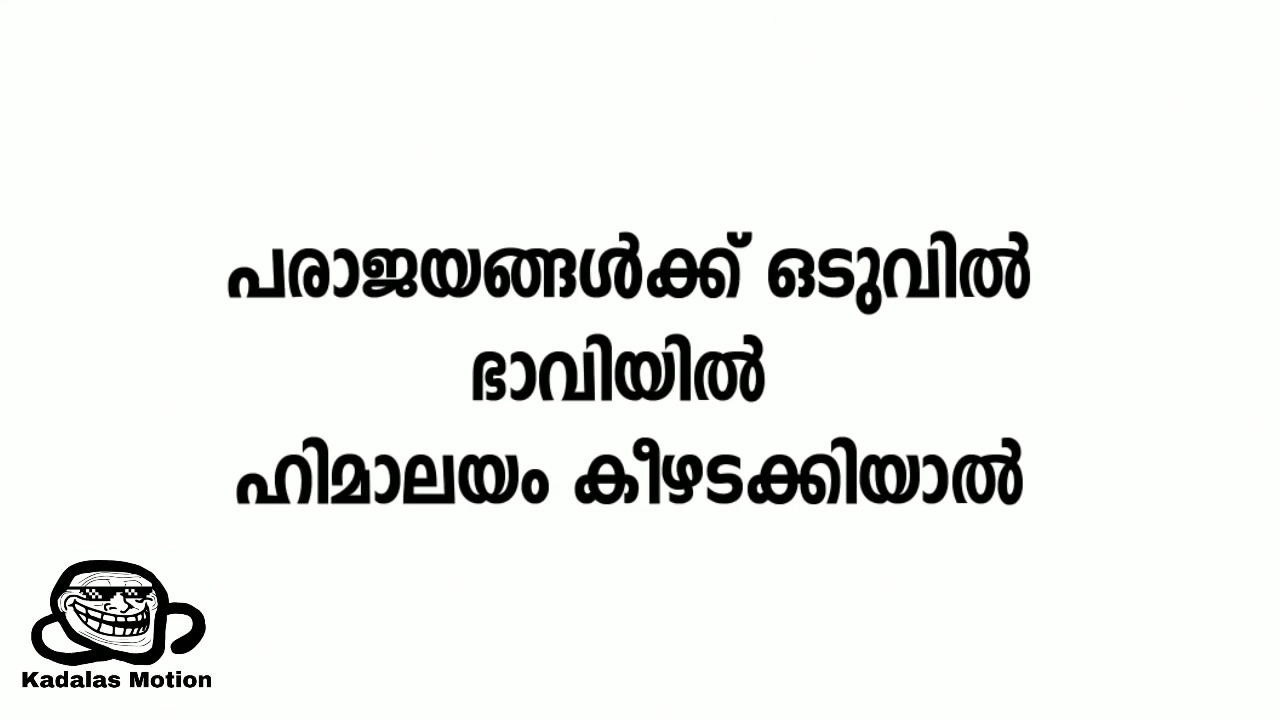 പരാജയങ്ങൾക്ക് ഒടുവിൽ
ഭാവിയിൽ
ഹിമാലയം കീഴടക്കിയാൽ
Kadalas Motion